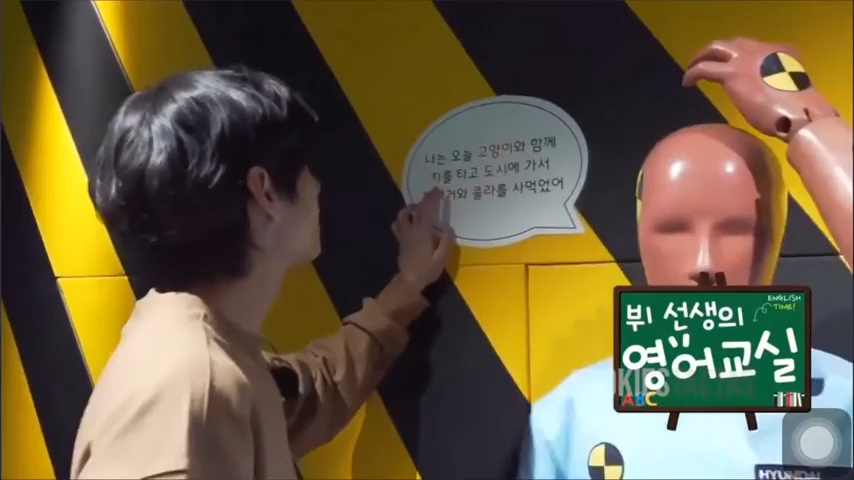 나는 오늘 고양이와 함께
차를 타고 도시에 가서
콜라를 사먹었어
ENGLISH
TIME!
뷔 선생의
영어교실
ABC
HYUNDAI